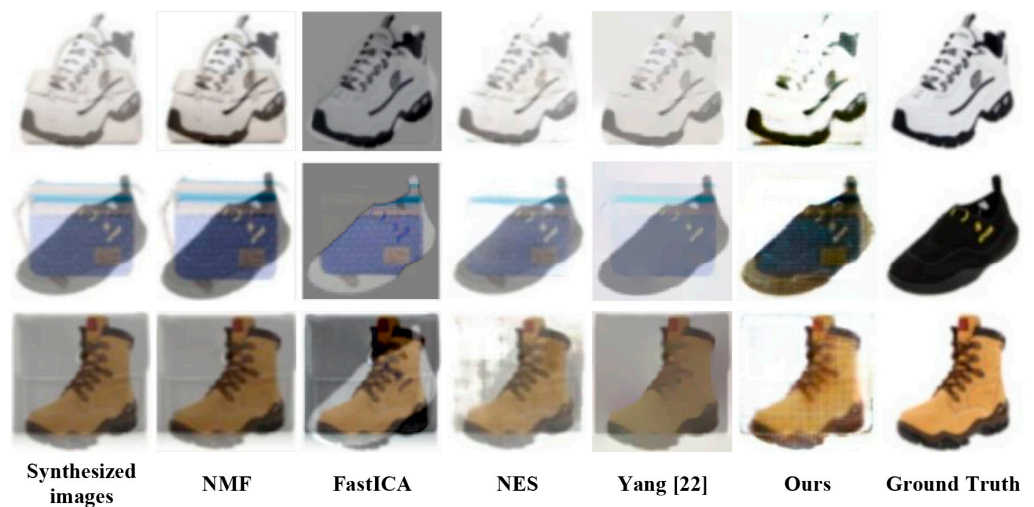 Synthesized
images
NMF
FastICA
NES
Yang [22]
Ours
Ground Truth